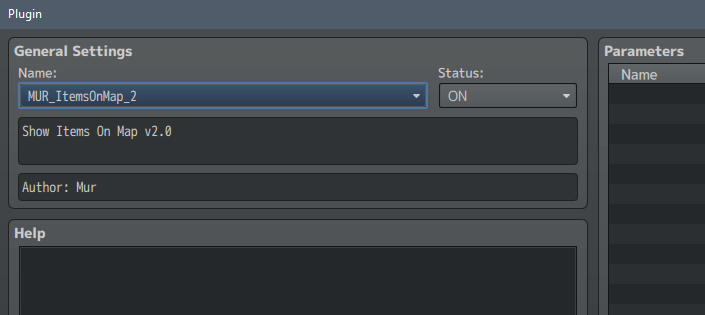 Plugin
General Settings
Name:
Status:
MUR_ItemsOnMap_2
ON
Show Items On Map v2.0
Author: Mur
Help
Parameters
Name